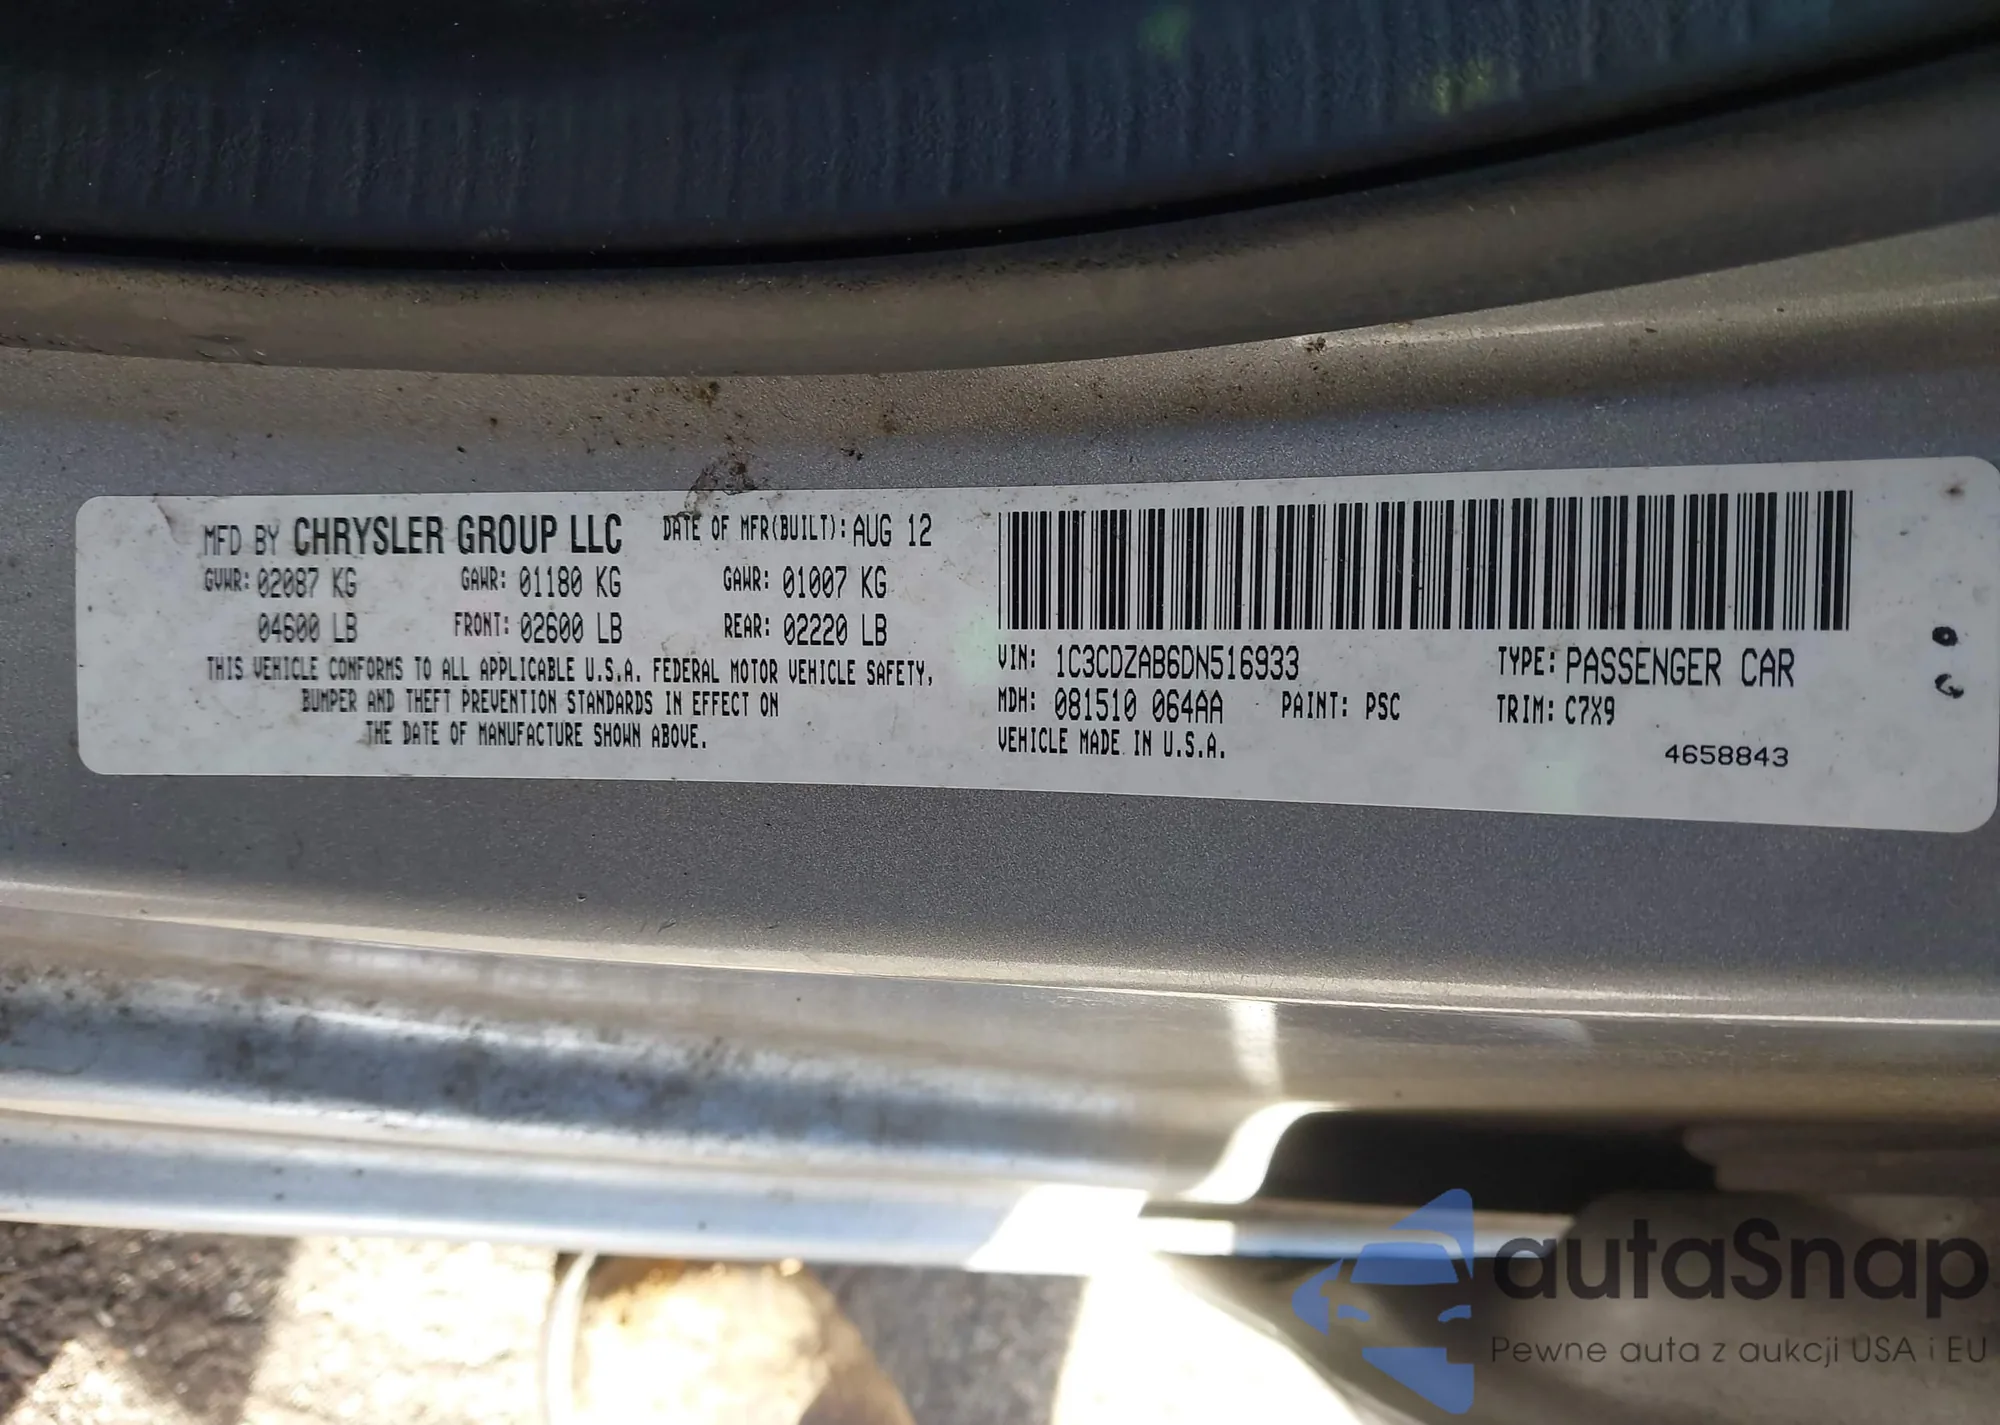 MFD BY CHRYSLER GROUP LLC DATE OF MFR(BUILT): AUG 12
GVWR: 02087 KG GAWR: 01180 KG GAWR: 01007 KG
04600 LB FRONT: 02600 LB REAR: 02220 LB
THIS VEHICLE CONFORMS TO ALL APPLICABLE U.S.A. FEDERAL MOTOR VEHICLE SAFETY,
BUMPER AND THEFT PREVENTION STANDARDS IN EFFECT ON
THE DATE OF MANUFACTURE SHOWN ABOVE.
VIN: 1C3CDZAB6DN516933 TYPE: PASSENGER CAR
MDH: 081510 064AA PAINT: PSC TRIM: C7X9
VEHICLE MADE IN U.S.A.
4658843
autaSnap
Pewne auta z aukcji USA i EU